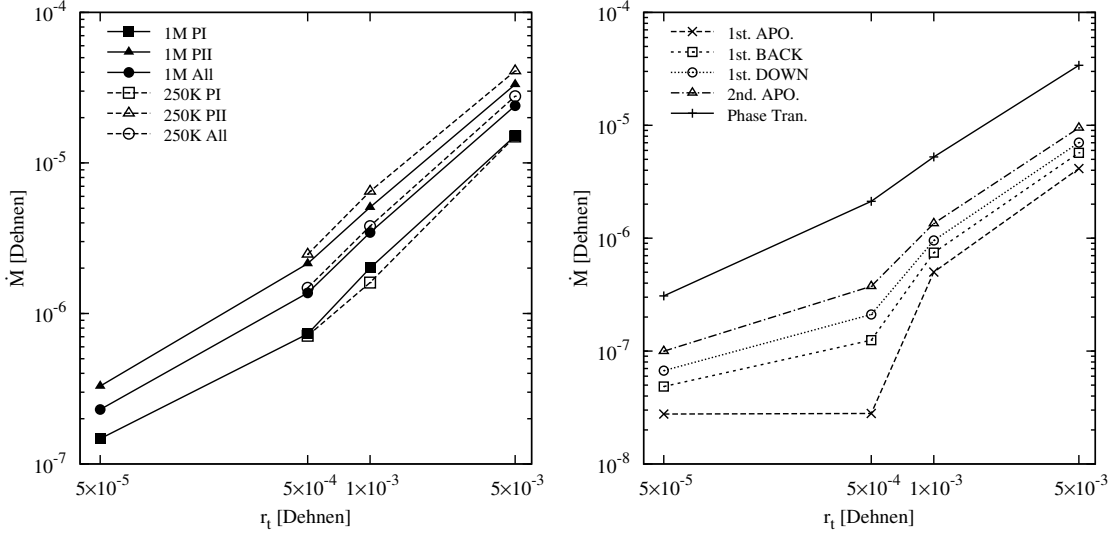 10⁻⁴
10⁻⁵
10⁻⁶
10⁻⁷
Ṁ [Dehnen]
1M PI
1M PII
1M All
250K PI
250K PII
250K All
5×10⁻⁵ 5×10⁻⁴ 1×10⁻³ 5×10⁻³
r_t [Dehnen]
10⁻⁴
10⁻⁵
10⁻⁶
10⁻⁷
10⁻⁸
Ṁ [Dehnen]
1st. APO.
1st. BACK
1st. DOWN
2nd. APO.
Phase Tran.
5×10⁻⁵ 5×10⁻⁴ 1×10⁻³ 5×10⁻³
r_t [Dehnen]